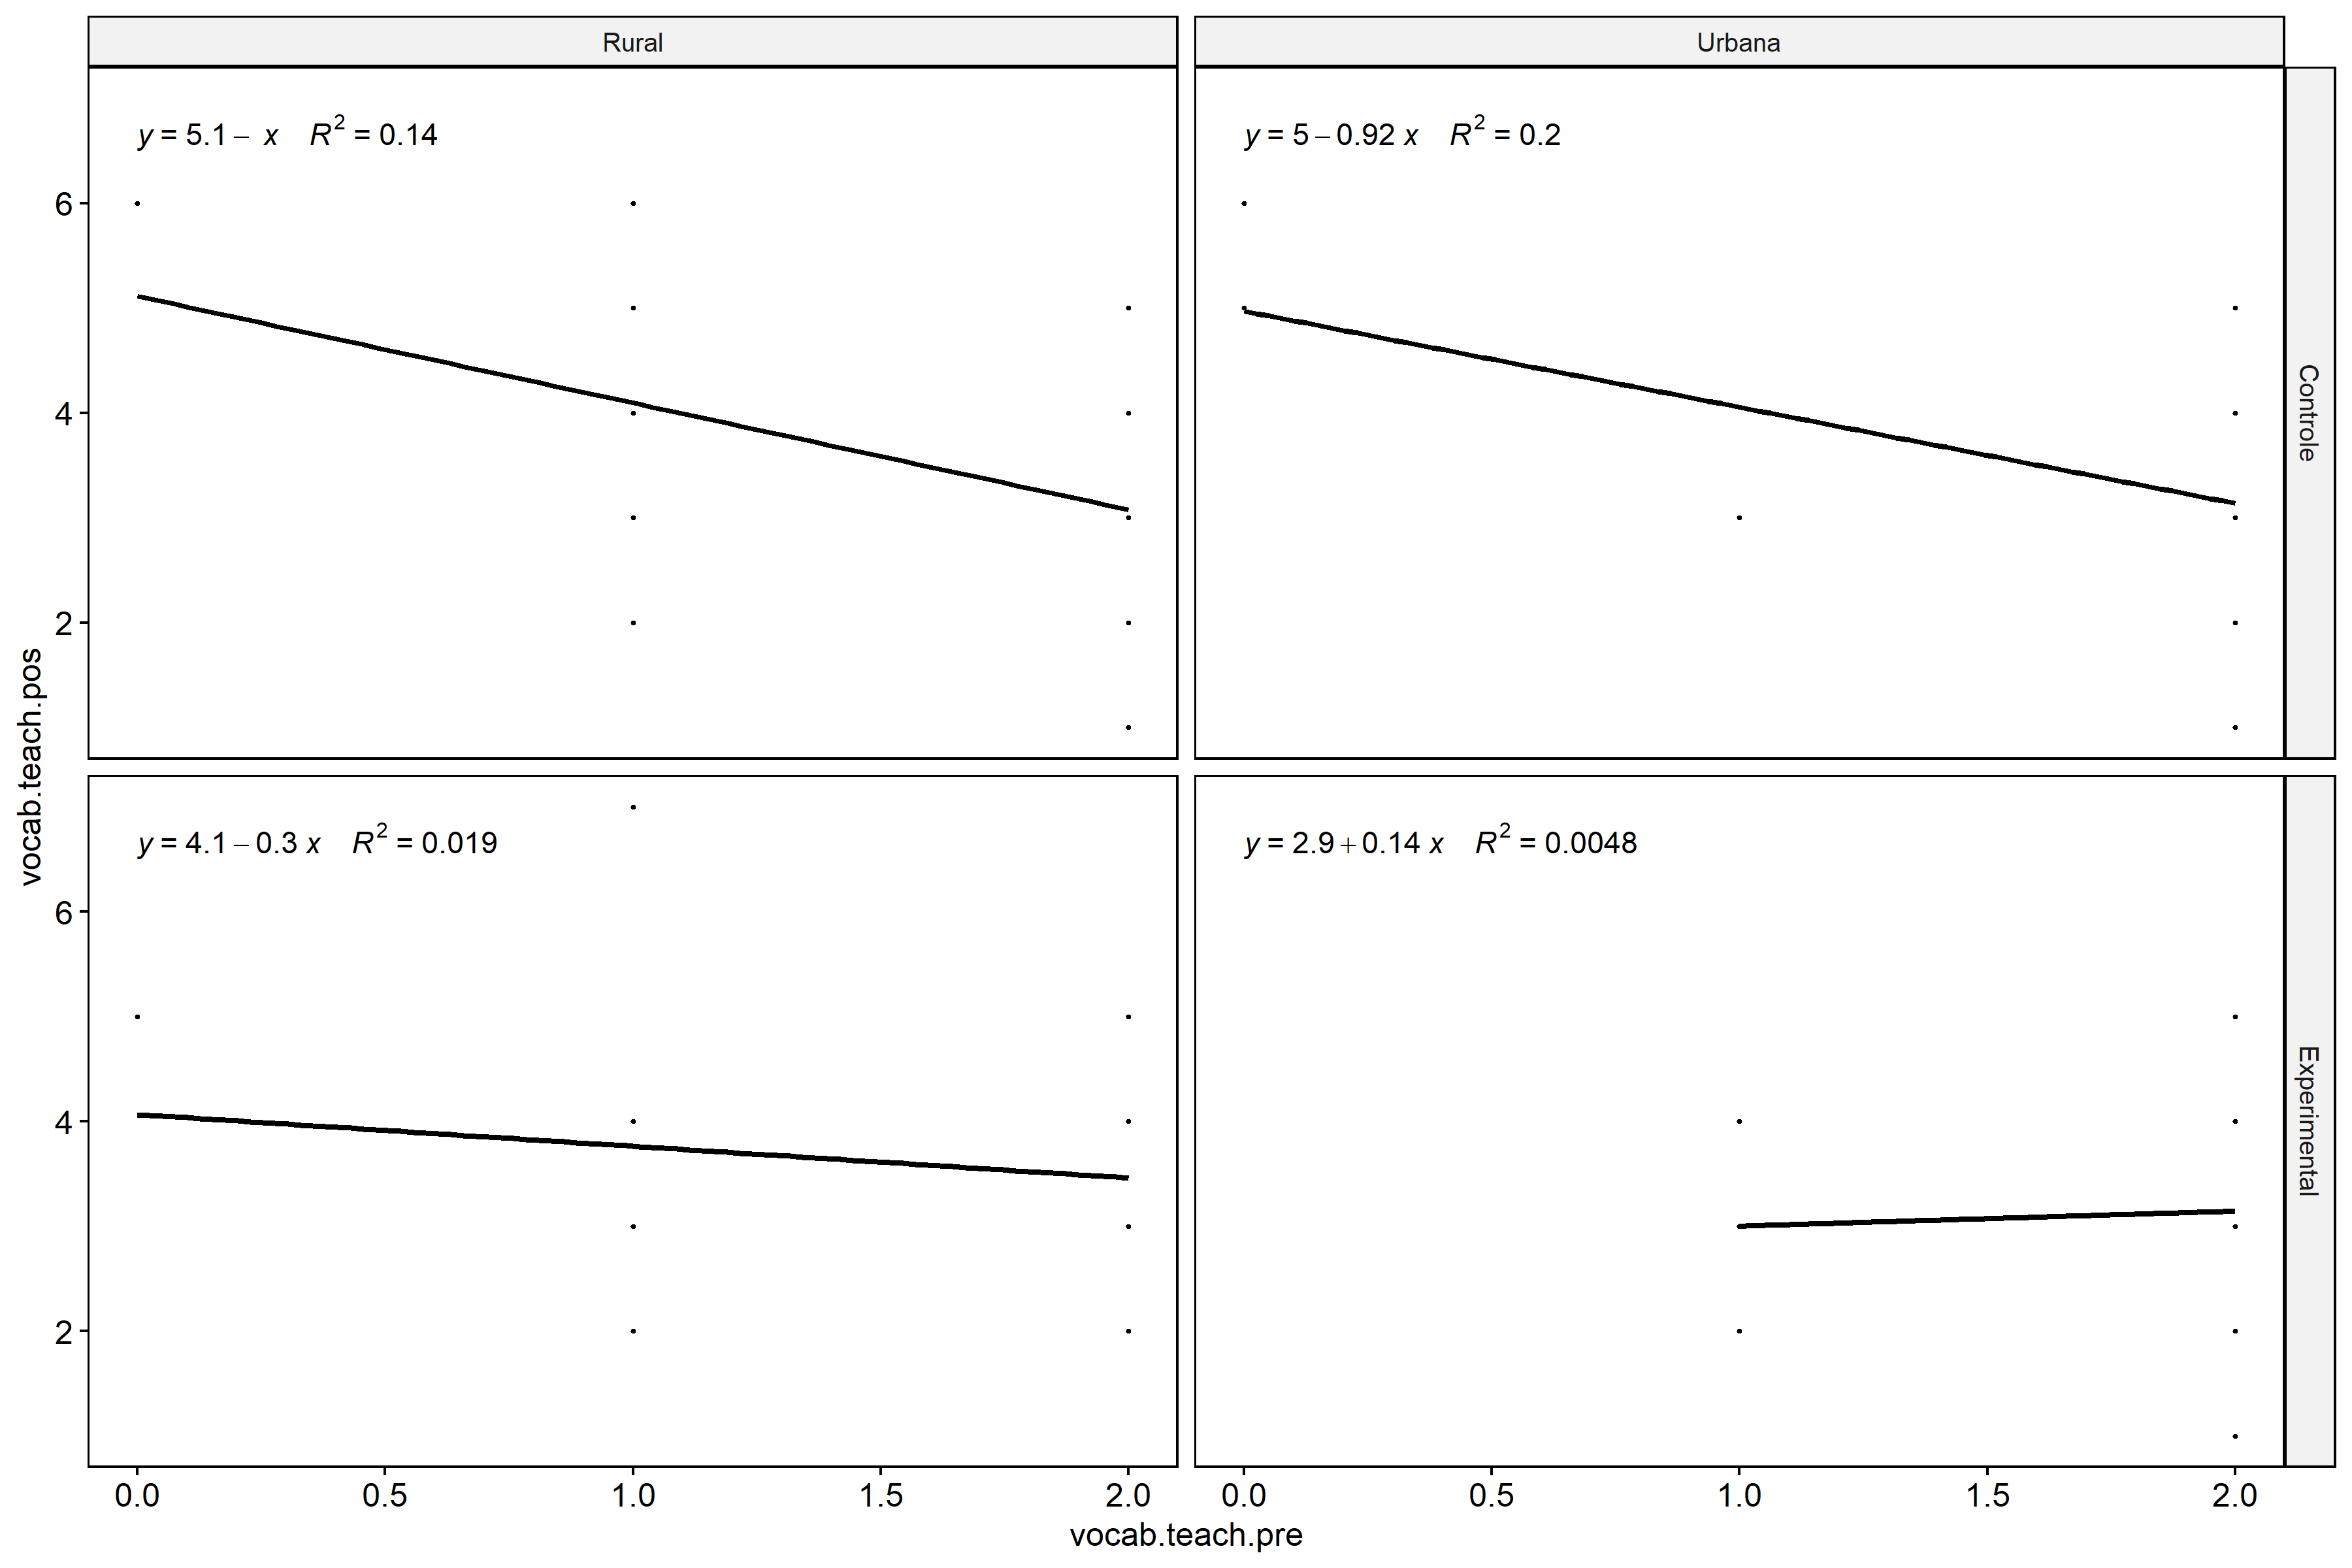 Rural
Urbana
y = 5.1 − x R² = 0.14
y = 5 − 0.92 x R² = 0.2
6
4
2
Controle
vocab.teach.pos
y = 4.1 − 0.3 x R² = 0.019
y = 2.9 + 0.14 x R² = 0.0048
6
4
2
Experimental
0.0 0.5 1.0 1.5 2.0
0.0 0.5 1.0 1.5 2.0
vocab.teach.pre